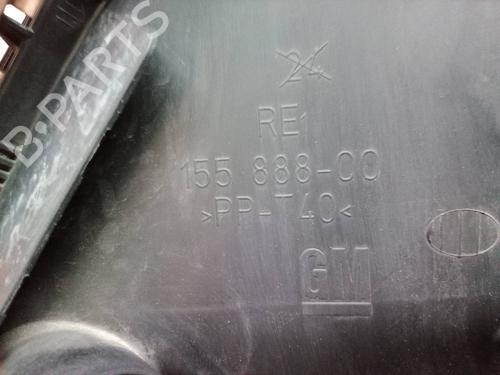 B-PARTS
24
RE1
155 888-00
>PP-T40<
GM